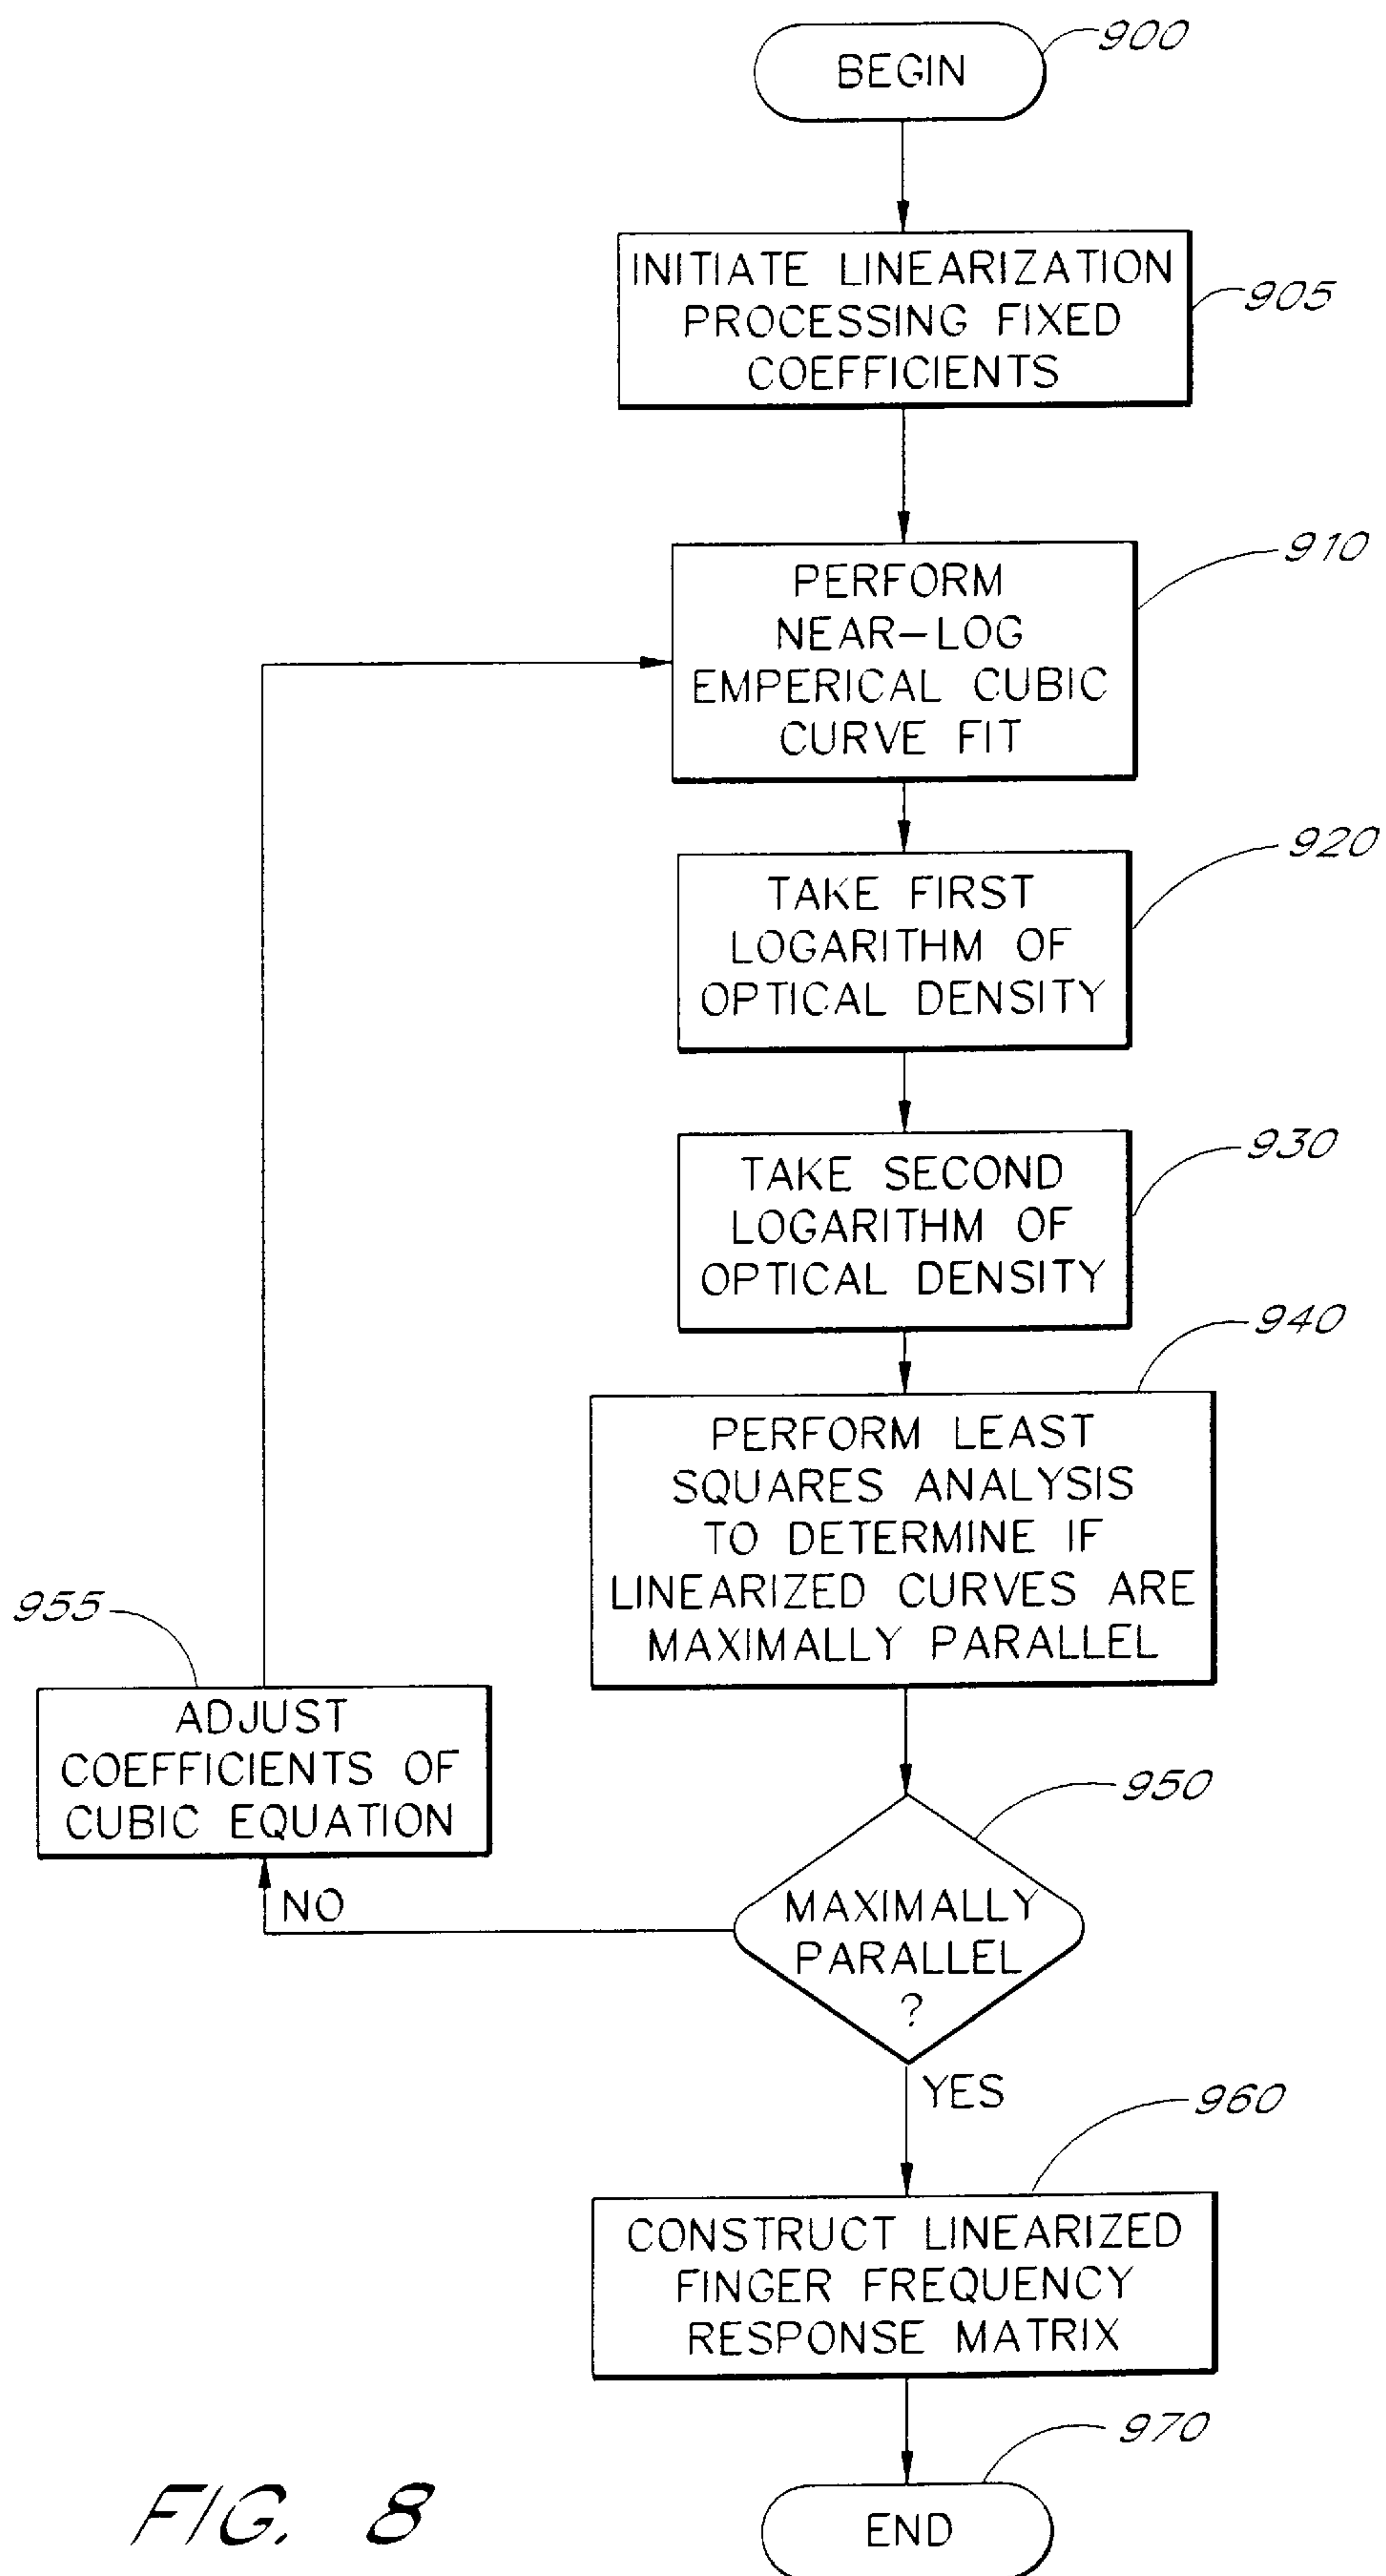 BEGIN
900
INITIATE LINEARIZATION
PROCESSING FIXED
COEFFICIENTS
905
PERFORM
NEAR-LOG
EMPERICAL CUBIC
CURVE FIT
910
TAKE FIRST
LOGARITHM OF
OPTICAL DENSITY
920
TAKE SECOND
LOGARITHM OF
OPTICAL DENSITY
930
PERFORM LEAST
SQUARES ANALYSIS
TO DETERMINE IF
LINEARIZED CURVES ARE
MAXIMALLY PARALLEL
940
955
ADJUST
COEFFICIENTS OF
CUBIC EQUATION
NO
MAXIMALLY
PARALLEL
?
950
YES
CONSTRUCT LINEARIZED
FINGER FREQUENCY
RESPONSE MATRIX
960
END
970
FIG. 8